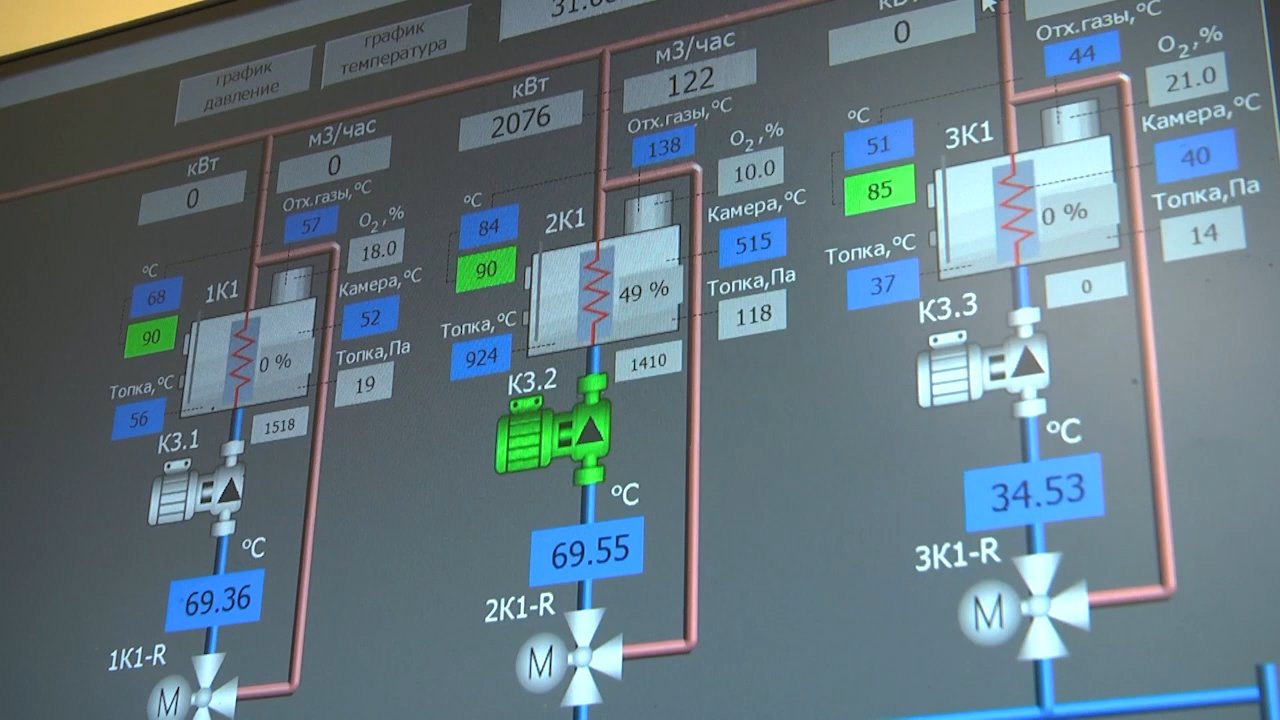 график
давление
график
температура
кВт
0
м3/час
0
Отх.газы,°С
57
О₂,%
18.0
°С
68
90
1К1
Камера,°С
52
0 %
Топка,Па
19
Топка,°С
56
1518
К3.1
°С
69.36
1К1-R
М
кВт
2076
м3/час
122
Отх.газы,°С
138
О₂,%
10.0
°С
84
90
2К1
Камера,°С
515
49 %
Топка,Па
118
Топка,°С
924
1410
К3.2
°С
69.55
2К1-R
М
0
Отх.газы,°С
44
О₂,%
21.0
°С
51
85
3К1
Камера,°С
40
0 %
Топка,Па
14
Топка,°С
37
0
К3.3
°С
34.53
3К1-R
М